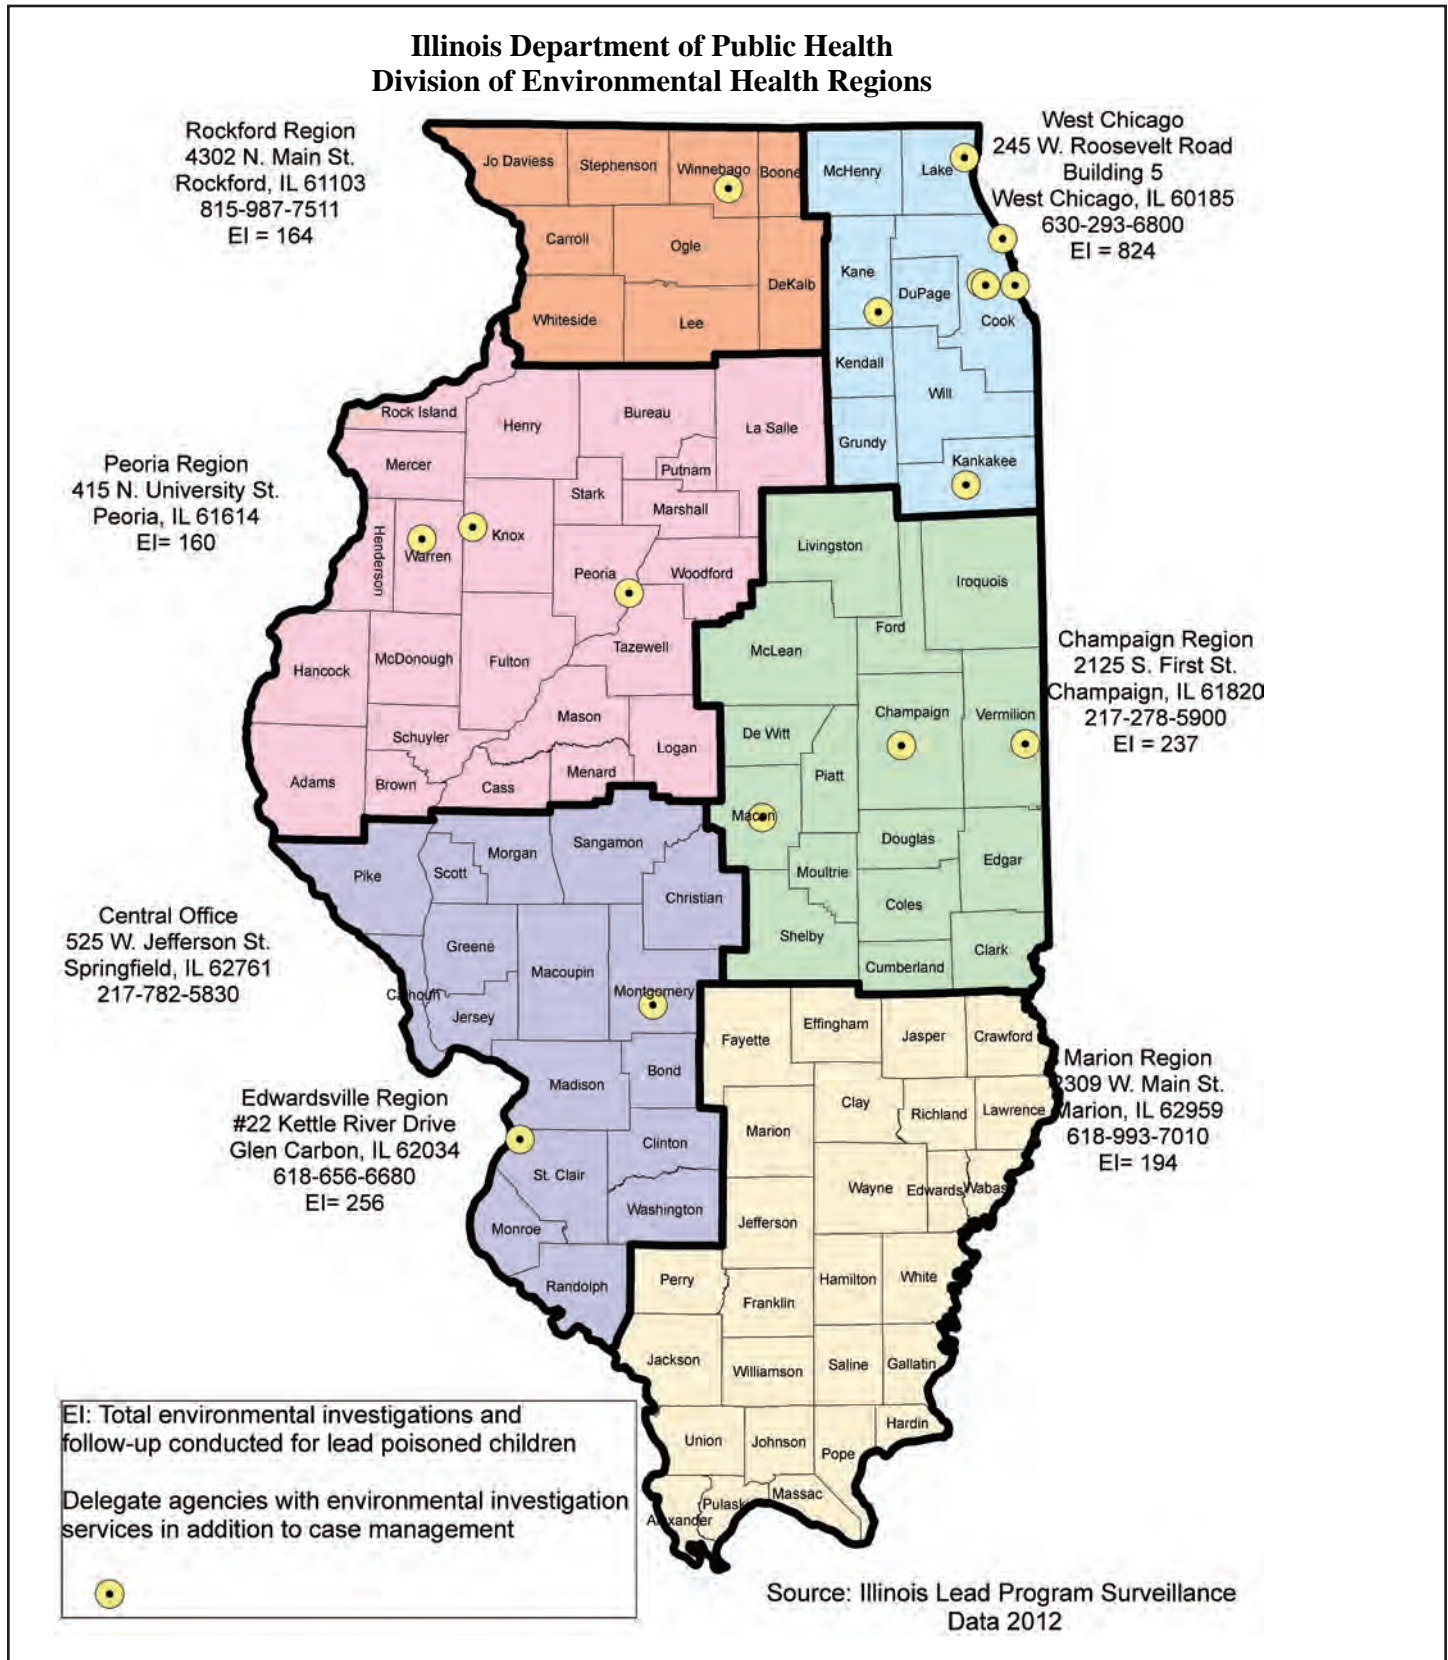 Illinois Department of Public Health
Division of Environmental Health Regions
Rockford Region
4302 N. Main St.
Rockford, IL 61103
815-987-7511
EI = 164
West Chicago
245 W. Roosevelt Road
Building 5
West Chicago, IL 60185
630-293-6800
EI = 824
Jo Daviess
Stephenson
Winnebago
Boone
McHenry
Lake
Carroll
Ogle
DeKalb
Kane
DuPage
Cook
Whiteside
Lee
Kendall
Will
Grundy
Kankakee
Peoria Region
415 N. University St.
Peoria, IL 61614
EI= 160
Rock Island
Henry
Bureau
La Salle
Mercer
Putnam
Stark
Marshall
Henderson
Warren
Knox
Peoria
Woodford
Hancock
McDonough
Fulton
Tazewell
Mason
Schuyler
Logan
Adams
Brown
Cass
Menard
Livingston
Iroquois
Ford
McLean
Champaign Region
2125 S. First St.
Champaign, IL 61820
217-278-5900
EI = 237
De Witt
Champaign
Vermilion
Piatt
Macon
Douglas
Edgar
Moultrie
Coles
Shelby
Cumberland
Clark
Central Office
525 W. Jefferson St.
Springfield, IL 62761
217-782-5830
Pike
Scott
Morgan
Sangamon
Christian
Greene
Macoupin
Montgomery
Calhoun
Jersey
Madison
Bond
Clinton
St. Clair
Washington
Monroe
Randolph
Edwardsville Region
#22 Kettle River Drive
Glen Carbon, IL 62034
618-656-6680
EI= 256
Fayette
Effingham
Jasper
Crawford
Clay
Richland
Lawrence
Marion
Wayne
Edwards
Wabas
Jefferson
Perry
Franklin
Hamilton
White
Jackson
Williamson
Saline
Gallatin
Union
Johnson
Pope
Hardin
Alexander
Pulaski
Massac
Marion Region
2309 W. Main St.
Marion, IL 62959
618-993-7010
EI= 194
EI: Total environmental investigations and
follow-up conducted for lead poisoned children
Delegate agencies with environmental investigation
services in addition to case management
Source: Illinois Lead Program Surveillance
Data 2012